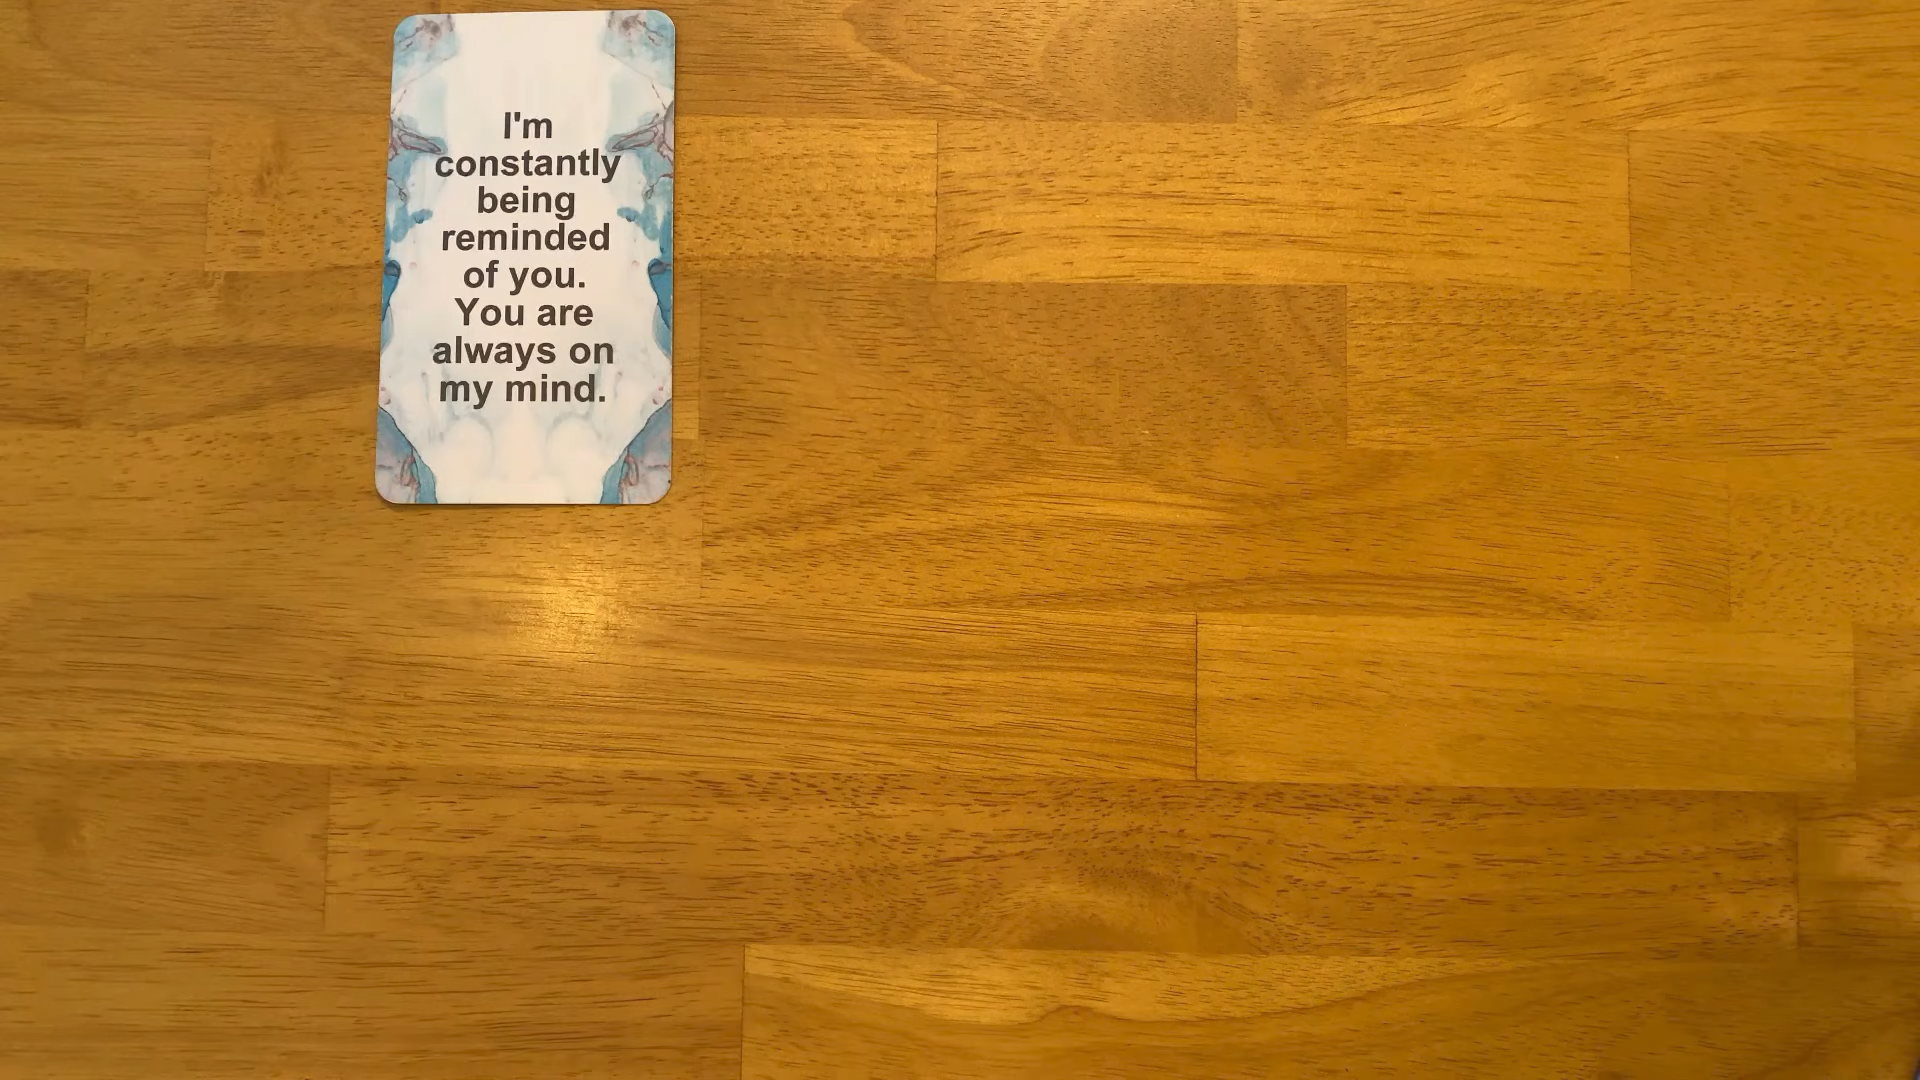 I'm
constantly
being
reminded
of you.
You are
always on
my mind.